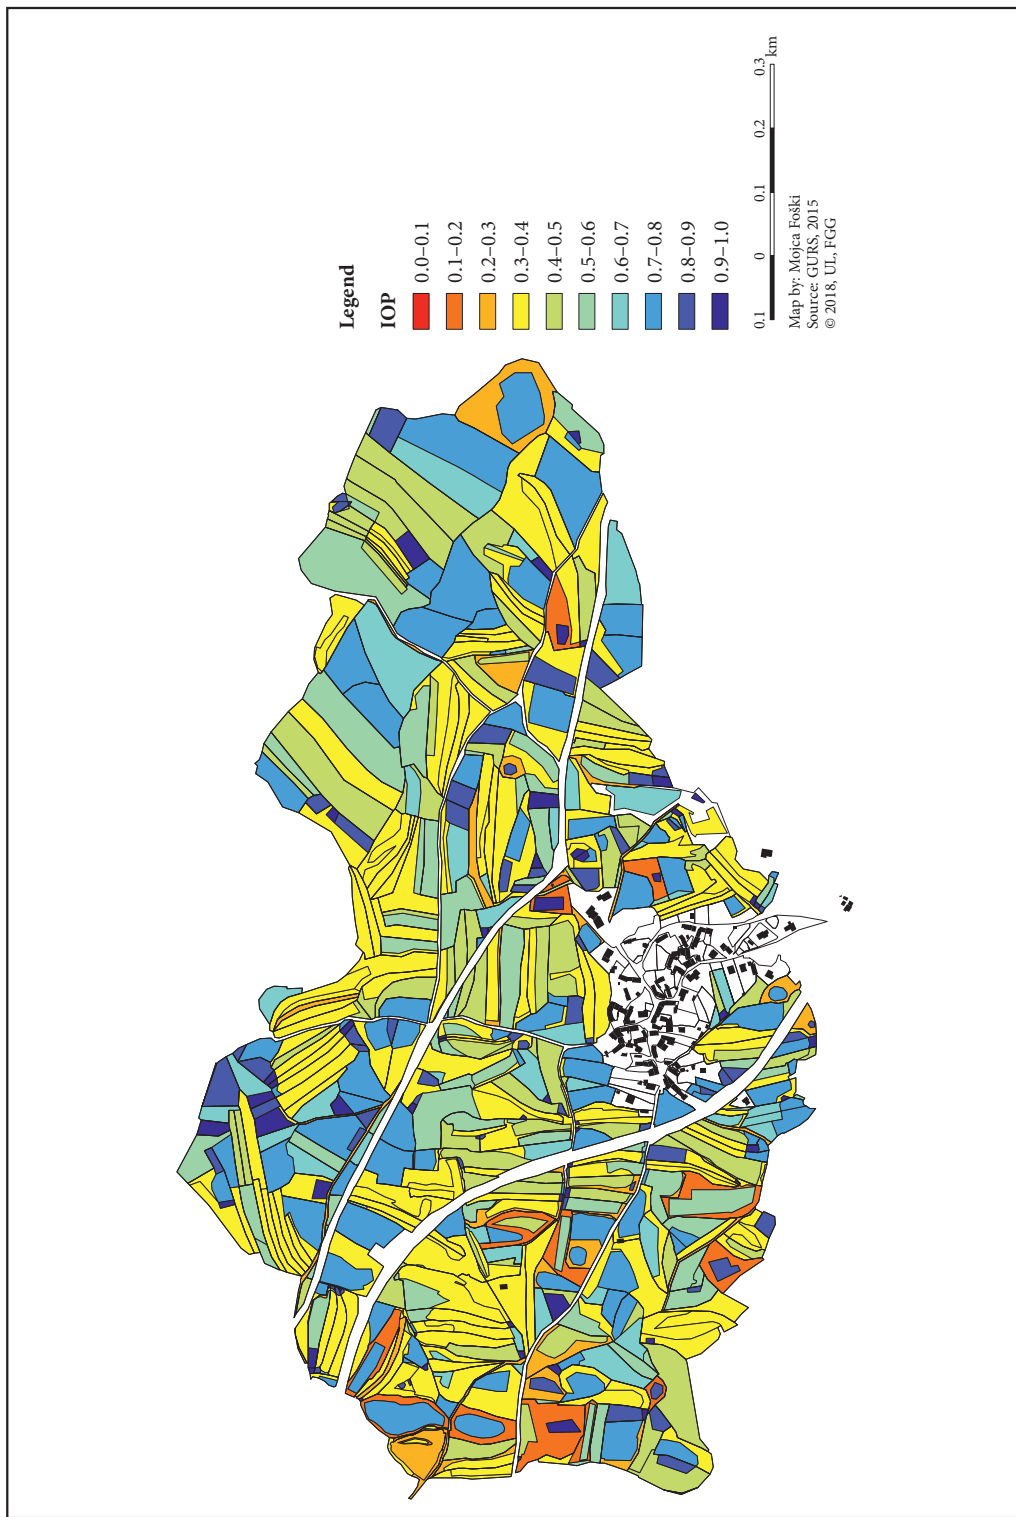 Legend
IOP
0.0–0.1
0.1–0.2
0.2–0.3
0.3–0.4
0.4–0.5
0.5–0.6
0.6–0.7
0.7–0.8
0.8–0.9
0.9–1.0
0.1 0 0.1 0.2 0.3
km
Map by: Mojca Foški
Source: GURS, 2015
© 2018, UL, FGG